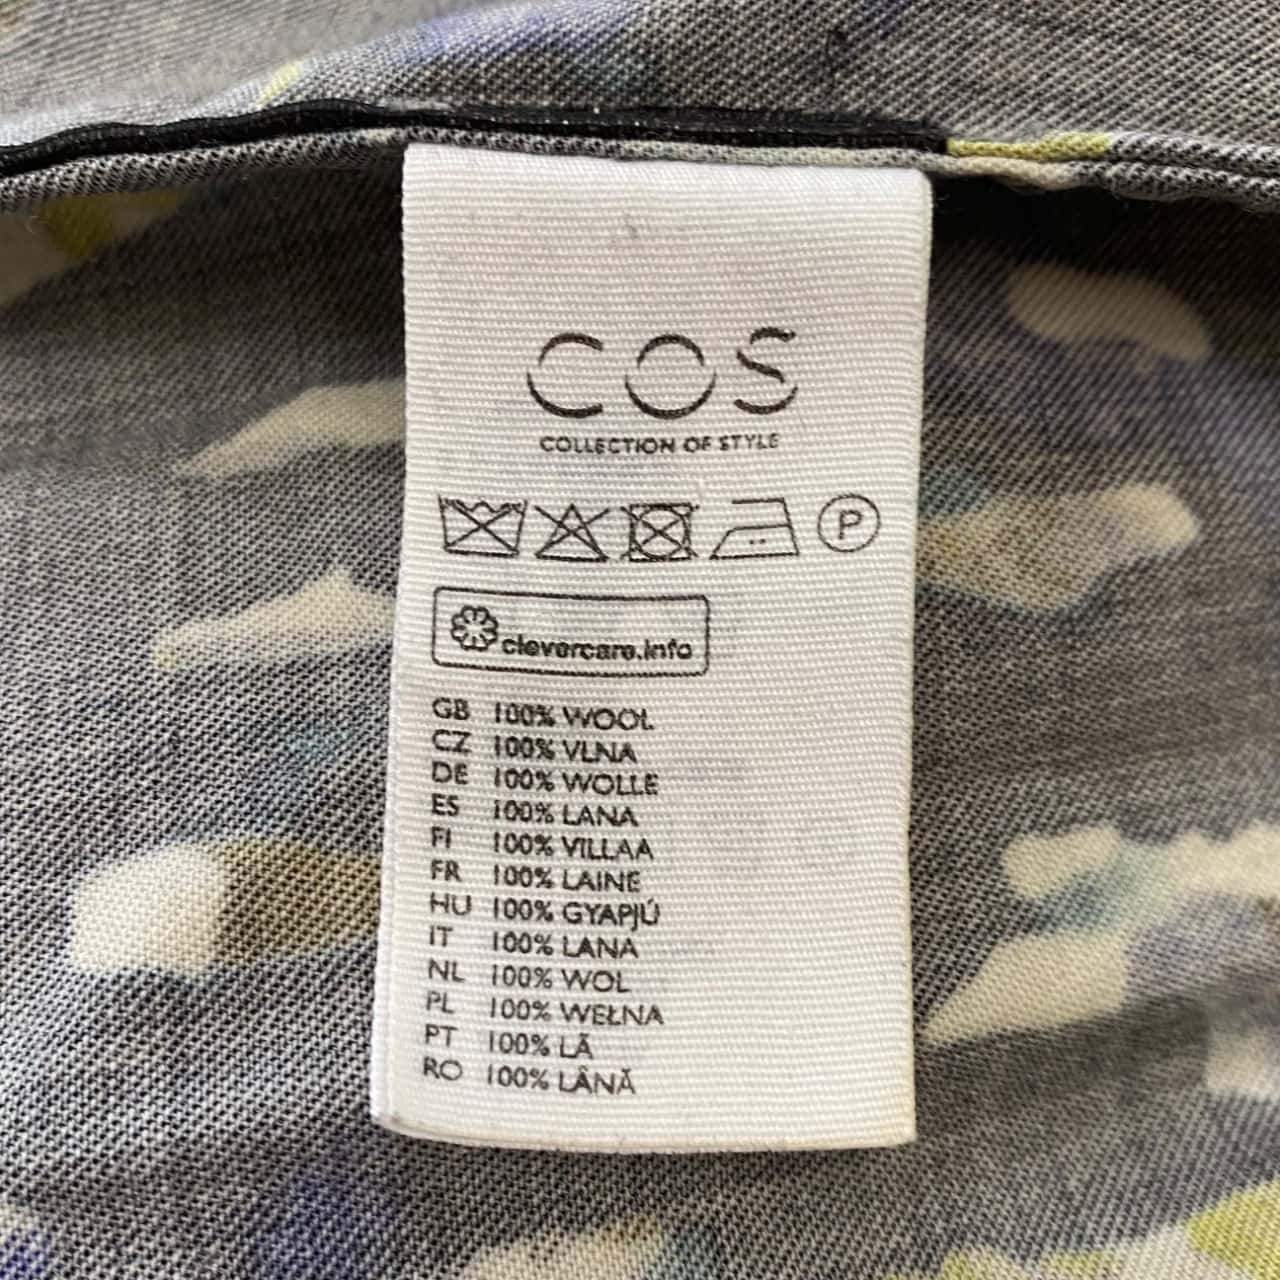 COS
COLLECTION OF STYLE
P
clevercare.info
GB 100% WOOL
CZ 100% VLNA
DE 100% WOLLE
ES 100% LANA
FI 100% VILLAA
FR 100% LAINE
HU 100% GYAPJÚ
IT 100% LANA
NL 100% WOL
PL 100% WEŁNA
PT 100% LÃ
RO 100% LÂNĂ